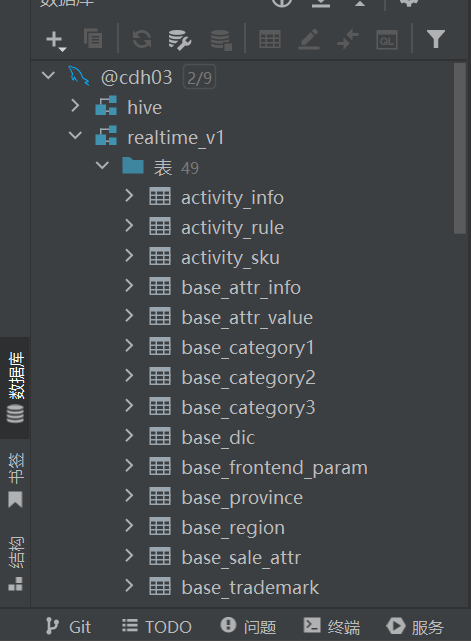 数据库
QL
@cdh03 2/9
hive
realtime_v1
表 49
activity_info
activity_rule
activity_sku
base_attr_info
base_attr_value
base_category1
base_category2
base_category3
base_dic
base_frontend_param
base_province
base_region
base_sale_attr
base_trademark
数据库
书签
结构
Git TODO 问题 终端 服务